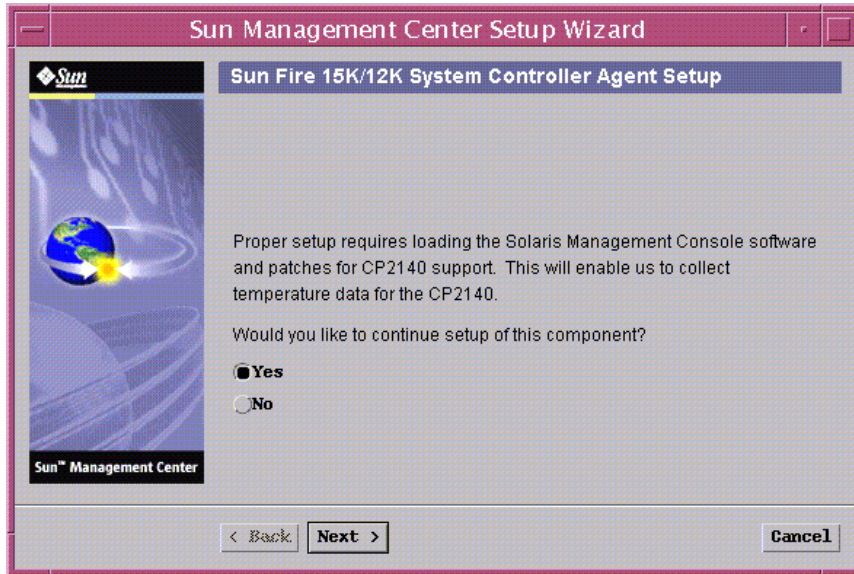 Sun Management Center Setup Wizard
Sun
Sun Fire 15K/12K System Controller Agent Setup
Proper setup requires loading the Solaris Management Console software
and patches for CP2140 support. This will enable us to collect
temperature data for the CP2140.
Would you like to continue setup of this component?
Yes
No
Sun™ Management Center
< Back
Next >
Cancel